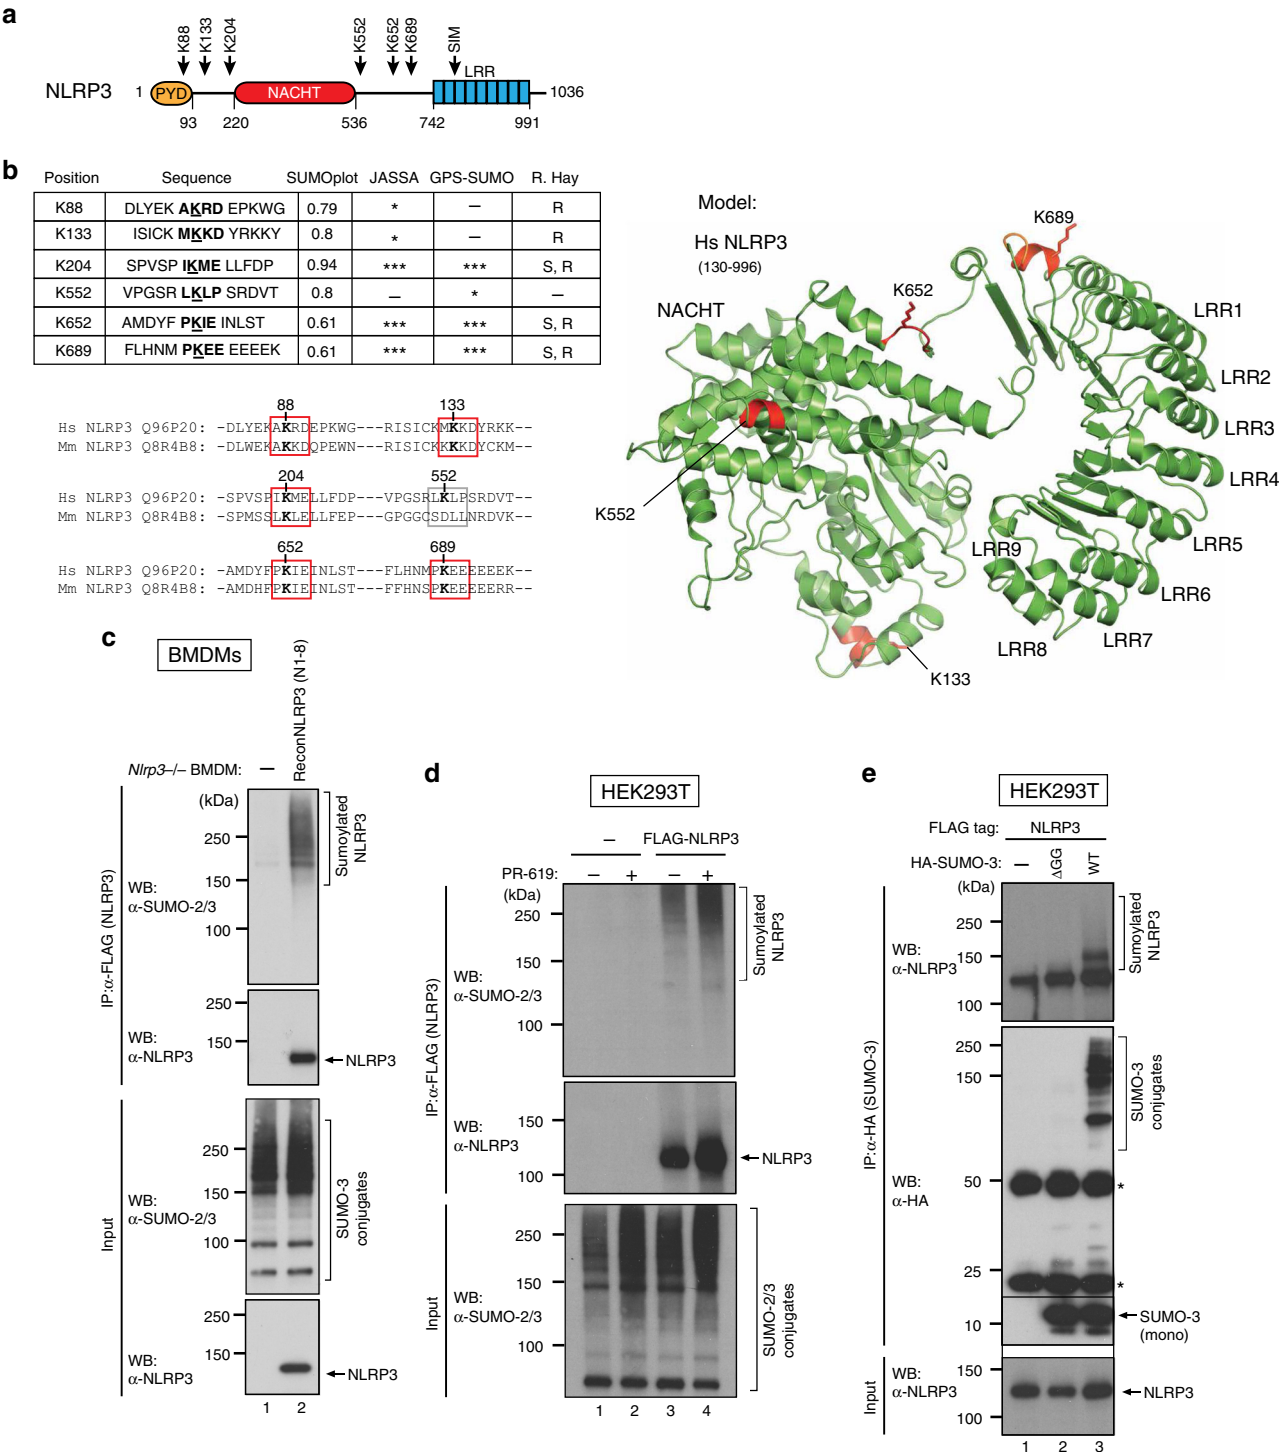 a
K88
K133
K204
K552
K652
K689
SIM
LRR
NLRP3
1
PYD
NACHT
1036
93
220
536
742
991
b
Position Sequence SUMOplot JASSA GPS-SUMO R. Hay
K88 DLYEK AKRD EPKWG 0.79 * – R
K133 ISICK MKKD YRKKY 0.8 * – R
K204 SPVSP IKME LLFDP 0.94 *** *** S, R
K552 VPGSR LKLP SRDVT 0.8 – * –
K652 AMDYF PKIE INLST 0.61 *** *** S, R
K689 FLHNM PKEE EEEEK 0.61 *** *** S, R
88 133
Hs NLRP3 Q96P20: -DLYEKAKRDEPKWG---RISICKMKKDYRKK--
Mm NLRP3 Q8R4B8: -DLWEKAKKDQPEWN---RISICKKKKDYCKM--
204 552
Hs NLRP3 Q96P20: -SPVSPIKMELLFDP---VPGSRLKLPSRDVT--
Mm NLRP3 Q8R4B8: -SPMSSLKLELLFEP---GPGGCSDLLNRDVK--
652 689
Hs NLRP3 Q96P20: -AMDYFPKIEINLST---FLHNMPKEEEEEEK--
Mm NLRP3 Q8R4B8: -AMDHFPKIEINLST---FFHNSPKEEEEERR--
Model:
Hs NLRP3
(130-996)
NACHT
K652
K689
K552
K133
LRR1
LRR2
LRR3
LRR4
LRR5
LRR6
LRR7
LRR8
LRR9
c
BMDMs
Nlrp3–/– BMDM:
–
ReconNLRP3 (N1-8)
(kDa)
IP:α-FLAG (NLRP3)
WB:
α-SUMO-2/3
250
150
100
Sumoylated
NLRP3
WB:
α-NLRP3
250
150
NLRP3
Input
WB:
α-SUMO-2/3
250
150
100
SUMO-3
conjugates
WB:
α-NLRP3
250
150
NLRP3
1 2
d
HEK293T
– FLAG-NLRP3
PR-619: – + – +
(kDa)
IP:α-FLAG (NLRP3)
WB:
α-SUMO-2/3
250
150
100
Sumoylated
NLRP3
WB:
α-NLRP3
150
100
NLRP3
Input
WB:
α-SUMO-2/3
250
150
100
SUMO-2/3
conjugates
1 2 3 4
e
HEK293T
FLAG tag: NLRP3
HA-SUMO-3: – ΔGG WT
(kDa)
IP:α-HA (SUMO-3)
WB:
α-NLRP3
250
150
100
Sumoylated
NLRP3
WB:
α-HA
250
150
50
25
10
SUMO-3
conjugates
*
*
SUMO-3
(mono)
Input
WB:
α-NLRP3
150
100
NLRP3
1 2 3